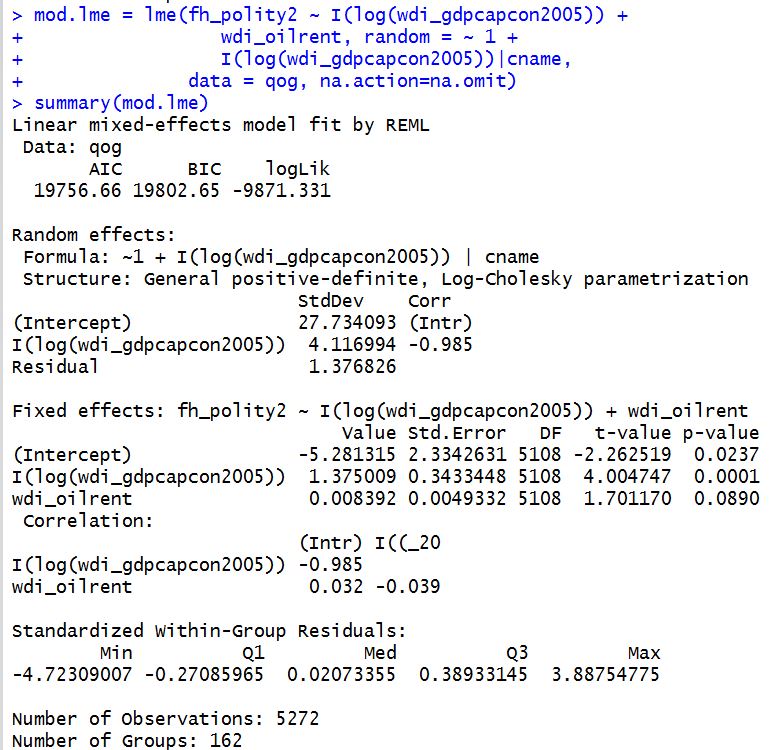 > mod.lme = lme(fh_polity2 ~ I(log(wdi_gdpcapcon2005)) +
+ wdi_oilrent, random = ~ 1 +
+ I(log(wdi_gdpcapcon2005))|cname,
+ data = qog, na.action=na.omit)
> summary(mod.lme)
Linear mixed-effects model fit by REML
Data: qog
AIC BIC logLik
19756.66 19802.65 -9871.331
Random effects:
Formula: ~1 + I(log(wdi_gdpcapcon2005)) | cname
Structure: General positive-definite, Log-Cholesky parametrization
StdDev Corr
(Intercept) 27.734093 (Intr)
I(log(wdi_gdpcapcon2005)) 4.116994 -0.985
Residual 1.376826
Fixed effects: fh_polity2 ~ I(log(wdi_gdpcapcon2005)) + wdi_oilrent
Value Std.Error DF t-value p-value
(Intercept) -5.281315 2.3342631 5108 -2.262519 0.0237
I(log(wdi_gdpcapcon2005)) 1.375009 0.3433448 5108 4.004747 0.0001
wdi_oilrent 0.008392 0.0049332 5108 1.701170 0.0890
Correlation:
(Intr) I((_20
I(log(wdi_gdpcapcon2005)) -0.985
wdi_oilrent 0.032 -0.039
Standardized Within-Group Residuals:
Min Q1 Med Q3 Max
-4.72309007 -0.27085965 0.02073355 0.38933145 3.88754775
Number of Observations: 5272
Number of Groups: 162